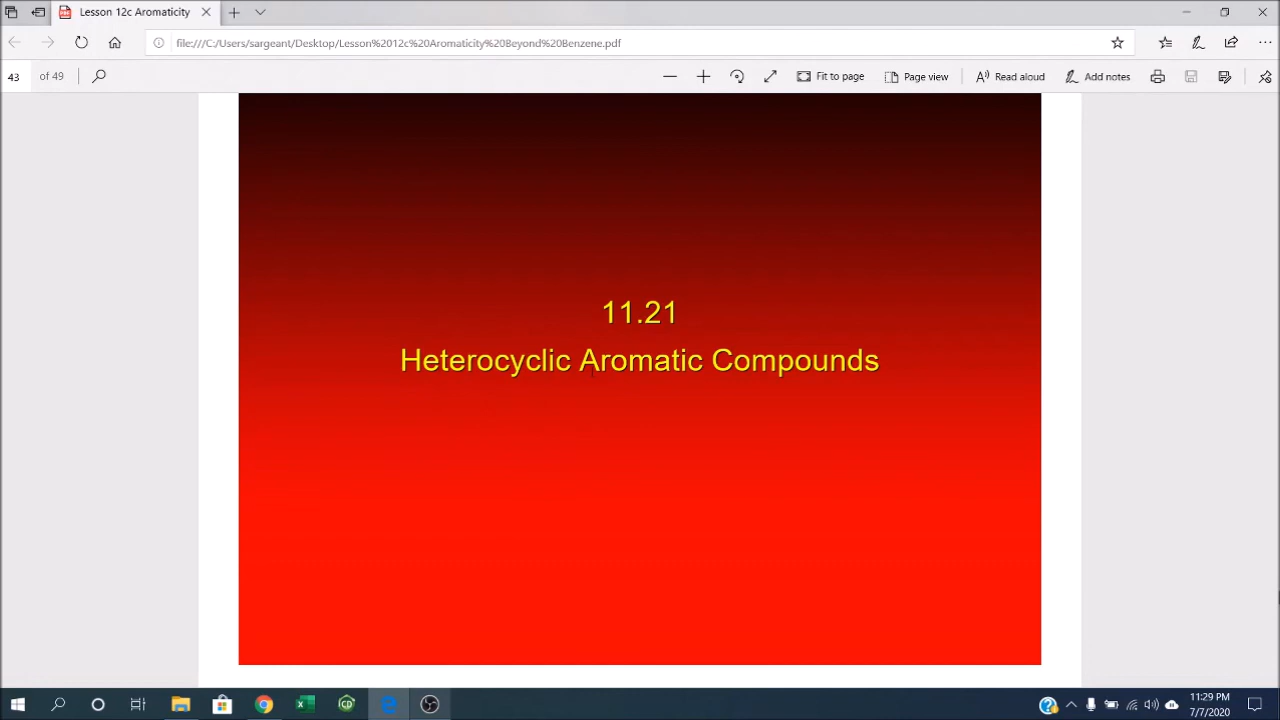 Lesson 12c Aromaticity
file:///C:/Users/sargeant/Desktop/Lesson%2012c%20Aromaticity%20Beyond%20Benzene.pdf
43 of 49 Fit to page Page view Read aloud Add notes
11.21
Heterocyclic Aromatic Compounds
11:29 PM
7/7/2020